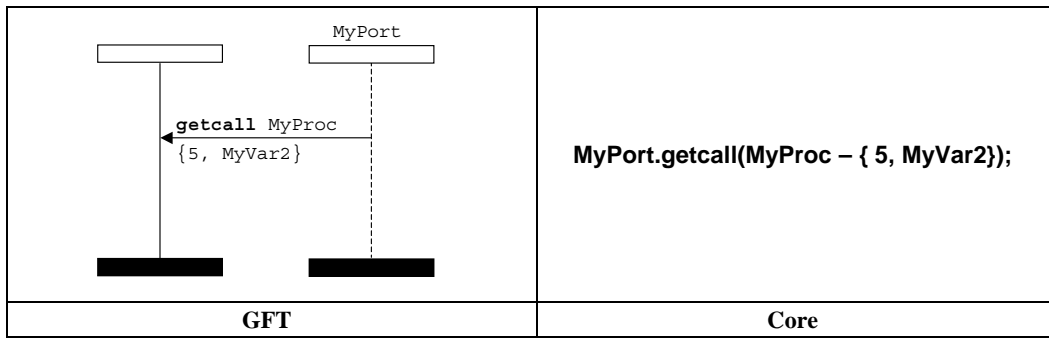 MyPort
getcall MyProc
{5, MyVar2}
MyPort.getcall(MyProc – { 5, MyVar2});
GFT
Core